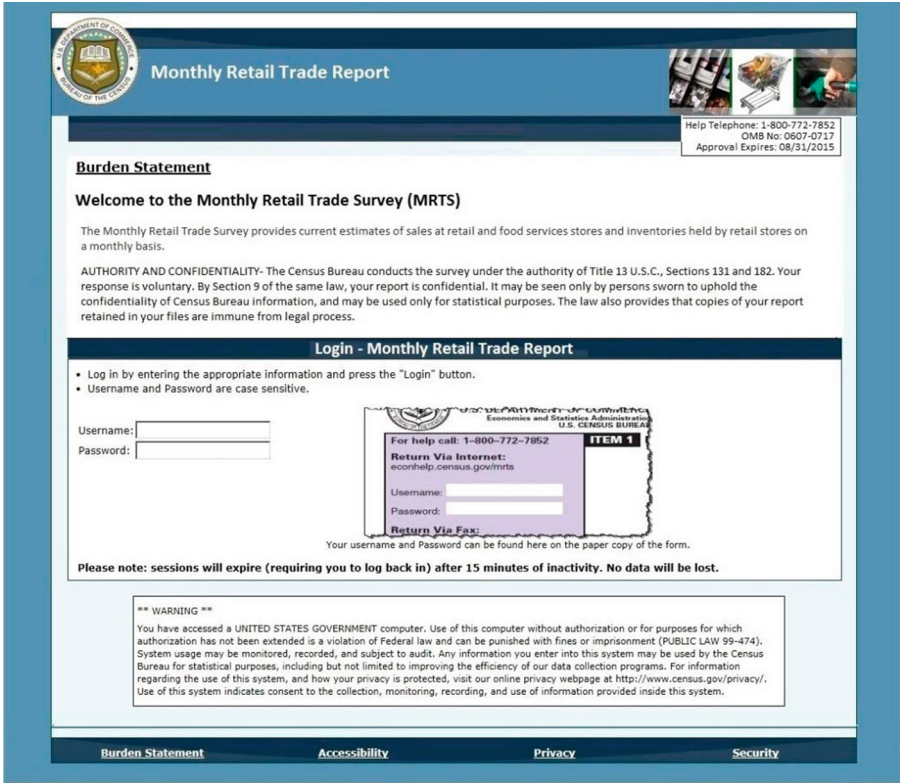 U.S. DEPARTMENT OF COMMERCE
BUREAU OF THE CENSUS
Monthly Retail Trade Report
Help Telephone: 1-800-772-7852
OMB No: 0607-0717
Approval Expires: 08/31/2015
Burden Statement
Welcome to the Monthly Retail Trade Survey (MRTS)
The Monthly Retail Trade Survey provides current estimates of sales at retail and food services stores and inventories held by retail stores on
a monthly basis.
AUTHORITY AND CONFIDENTIALITY- The Census Bureau conducts the survey under the authority of Title 13 U.S.C., Sections 131 and 182. Your
response is voluntary. By Section 9 of the same law, your report is confidential. It may be seen only by persons sworn to uphold the
confidentiality of Census Bureau information, and may be used only for statistical purposes. The law also provides that copies of your report
retained in your files are immune from legal process.
Login - Monthly Retail Trade Report
• Log in by entering the appropriate information and press the "Login" button.
• Username and Password are case sensitive.
Username:
Password:
U.S. DEPARTMENT OF COMMERC
Economics and Statistics Administration
U.S. CENSUS BUREAU
For help call: 1-800-772-7852
ITEM 1
Return Via Internet:
econhelp.census.gov/mrts
Username:
Password:
Return Via Fax:
Your username and Password can be found here on the paper copy of the form.
Please note: sessions will expire (requiring you to log back in) after 15 minutes of inactivity. No data will be lost.
** WARNING **
You have accessed a UNITED STATES GOVERNMENT computer. Use of this computer without authorization or for purposes for which
authorization has not been extended is a violation of Federal law and can be punished with fines or imprisonment (PUBLIC LAW 99-474).
System usage may be monitored, recorded, and subject to audit. Any information you enter into this system may be used by the Census
Bureau for statistical purposes, including but not limited to improving the efficiency of our data collection programs. For information
regarding the use of this system, and how your privacy is protected, visit our online privacy webpage at http://www.census.gov/privacy/.
Use of this system indicates consent to the collection, monitoring, recording, and use of information provided inside this system.
Burden Statement
Accessibility
Privacy
Security